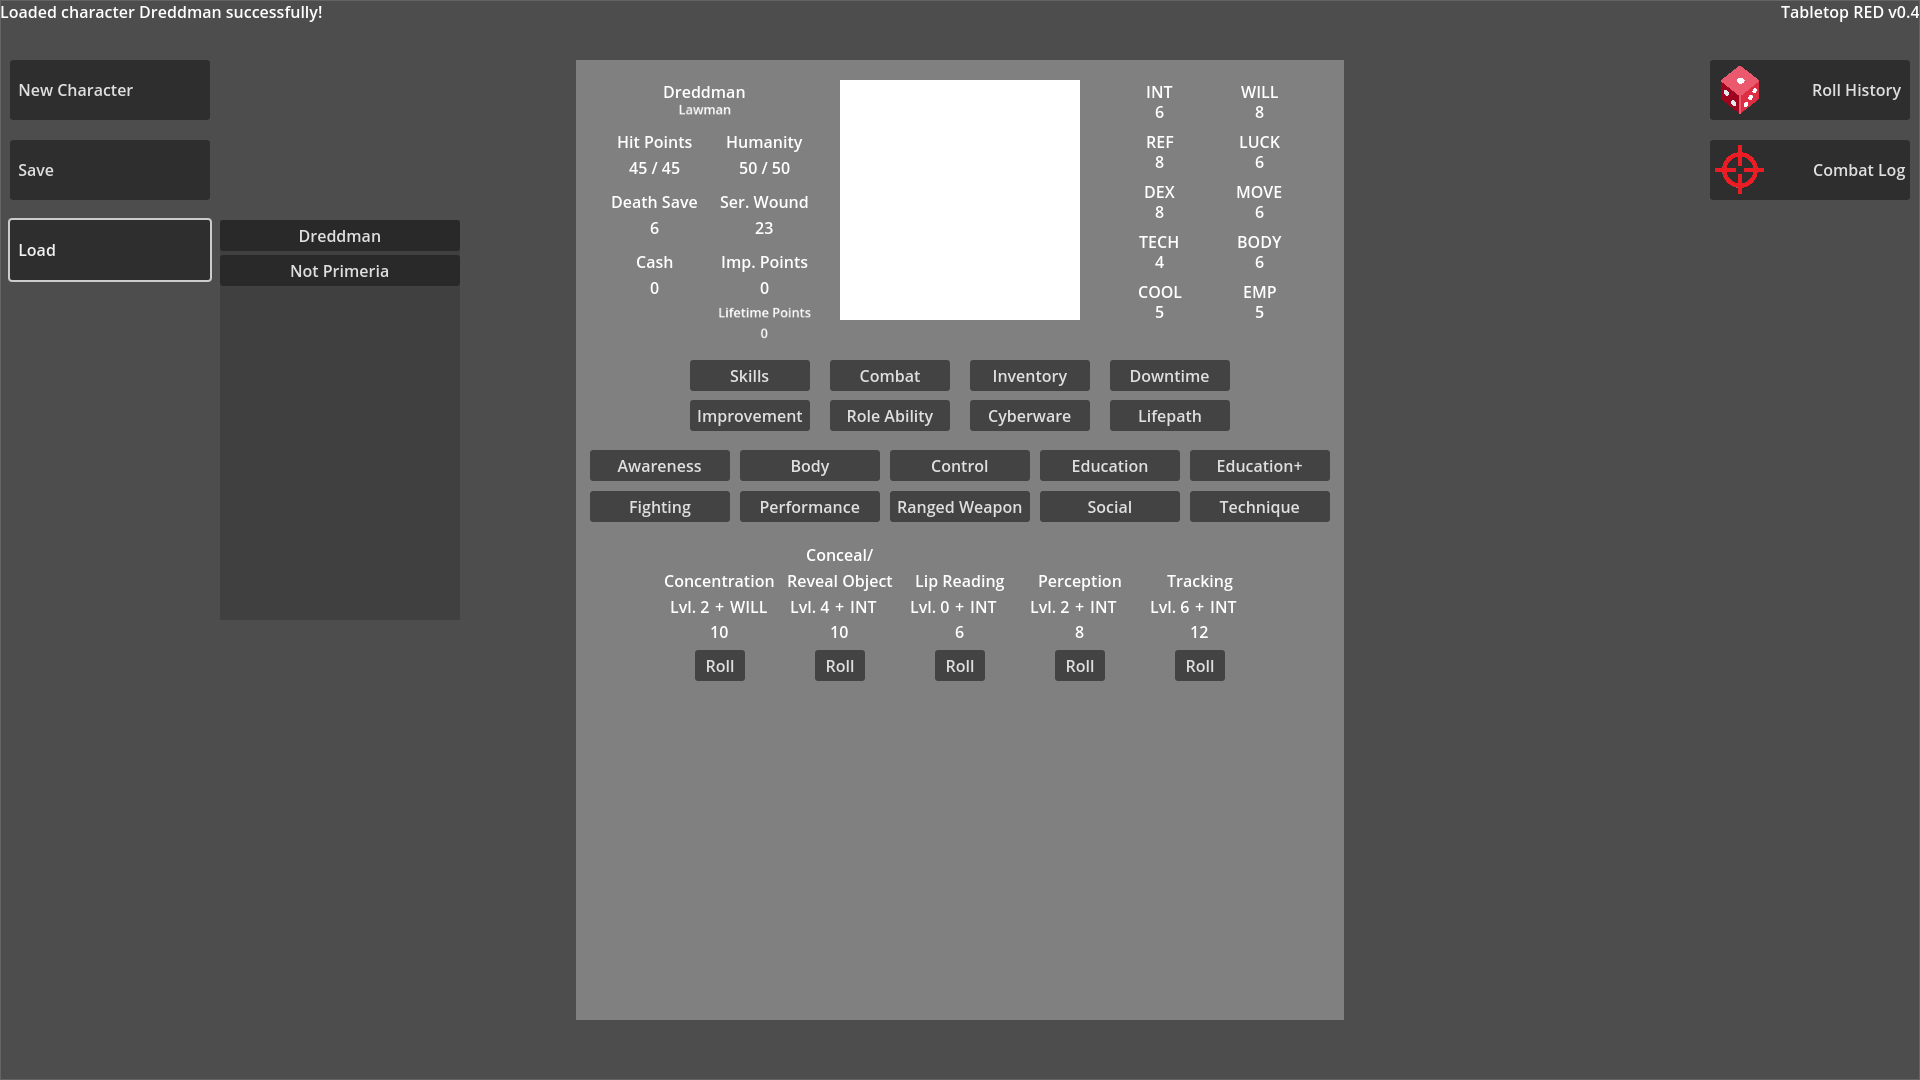 Loaded character Dreddman successfully!
Tabletop RED v0.4
New Character
Save
Load
Dreddman
Not Primeria
Dreddman
Lawman
Hit Points Humanity
45 / 45 50 / 50
Death Save Ser. Wound
6 23
Cash Imp. Points
0 0
Lifetime Points
0
INT WILL
6 8
REF LUCK
8 6
DEX MOVE
8 6
TECH BODY
4 6
COOL EMP
5 5
Roll History
Combat Log
Skills Combat Inventory Downtime
Improvement Role Ability Cyberware Lifepath
Awareness Body Control Education Education+
Fighting Performance Ranged Weapon Social Technique
Conceal/
Concentration Reveal Object Lip Reading Perception Tracking
Lvl. 2 + WILL Lvl. 4 + INT Lvl. 0 + INT Lvl. 2 + INT Lvl. 6 + INT
10 10 6 8 12
Roll Roll Roll Roll Roll